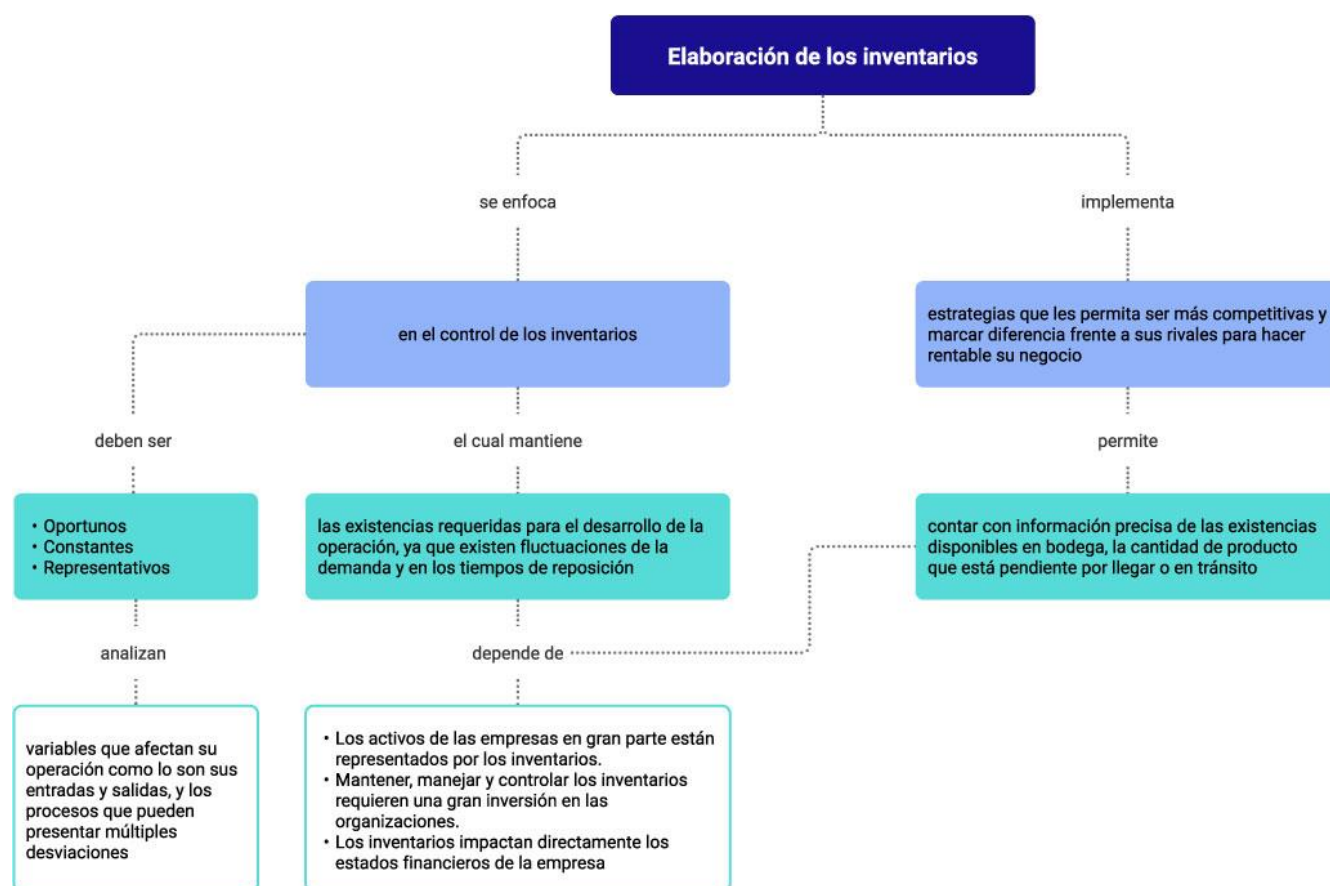 Elaboración de los inventarios
se enfoca
implementa
en el control de los inventarios
estrategias que les permita ser más competitivas y
marcar diferencia frente a sus rivales para hacer
rentable su negocio
deben ser
el cual mantiene
permite
• Oportunos
• Constantes
• Representativos
las existencias requeridas para el desarrollo de la
operación, ya que existen fluctuaciones de la
demanda y en los tiempos de reposición
contar con información precisa de las existencias
disponibles en bodega, la cantidad de producto
que está pendiente por llegar o en tránsito
analizan
depende de
variables que afectan su
operación como lo son sus
entradas y salidas, y los
procesos que pueden
presentar múltiples
desviaciones
• Los activos de las empresas en gran parte están
representados por los inventarios.
• Mantener, manejar y controlar los inventarios
requieren una gran inversión en las
organizaciones.
• Los inventarios impactan directamente los
estados financieros de la empresa